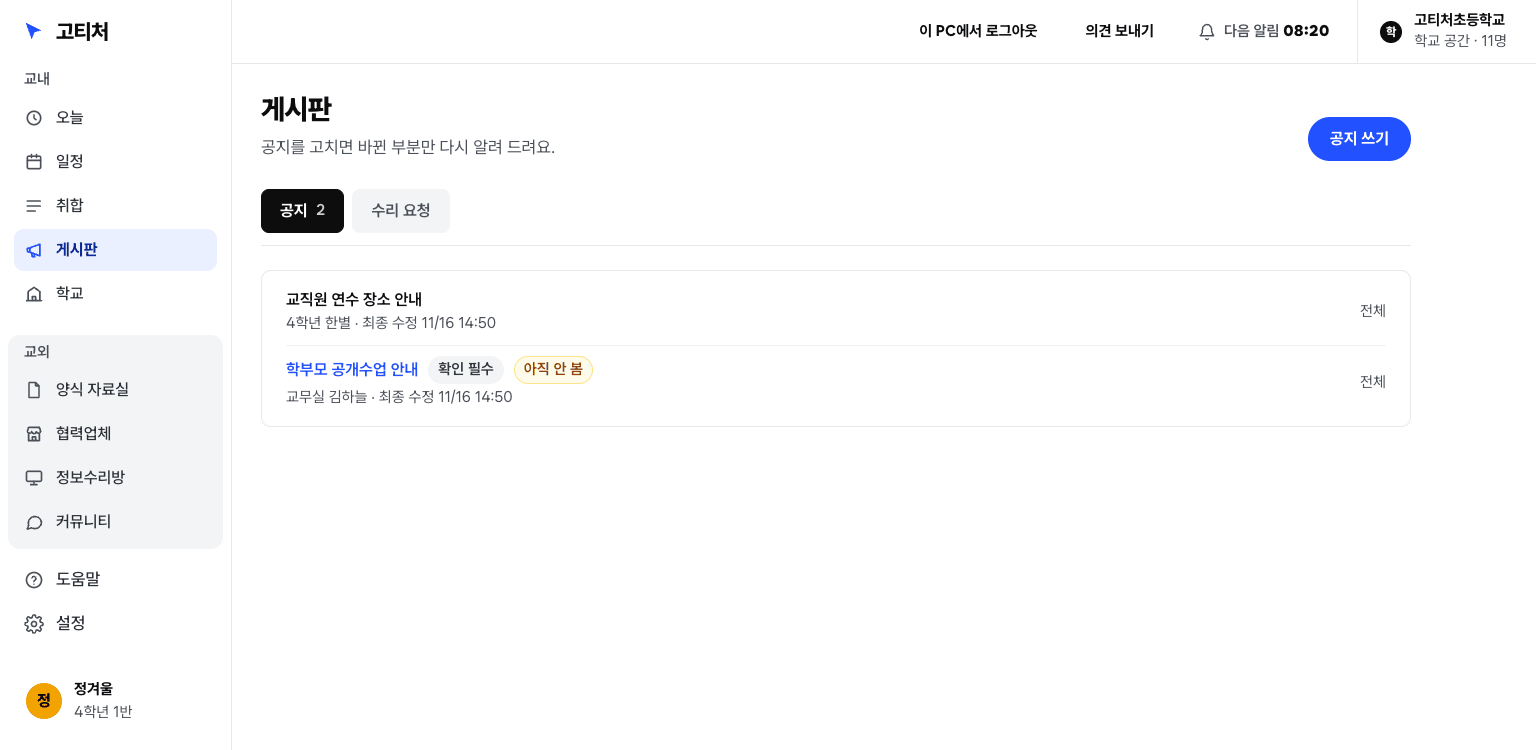 고티처
이 PC에서 로그아웃
의견 보내기
다음 알림 08:20
학
고티처초등학교
학교 공간 · 11명
교내
오늘
일정
취합
게시판
학교
교외
양식 자료실
협력업체
정보수리방
커뮤니티
도움말
설정
정
정겨울
4학년 1반
게시판
공지를 고치면 바뀐 부분만 다시 알려 드려요.
공지 쓰기
공지 2
수리 요청
교직원 연수 장소 안내
4학년 한별 · 최종 수정 11/16 14:50
전체
학부모 공개수업 안내 확인 필수 아직 안 봄
교무실 김하늘 · 최종 수정 11/16 14:50
전체